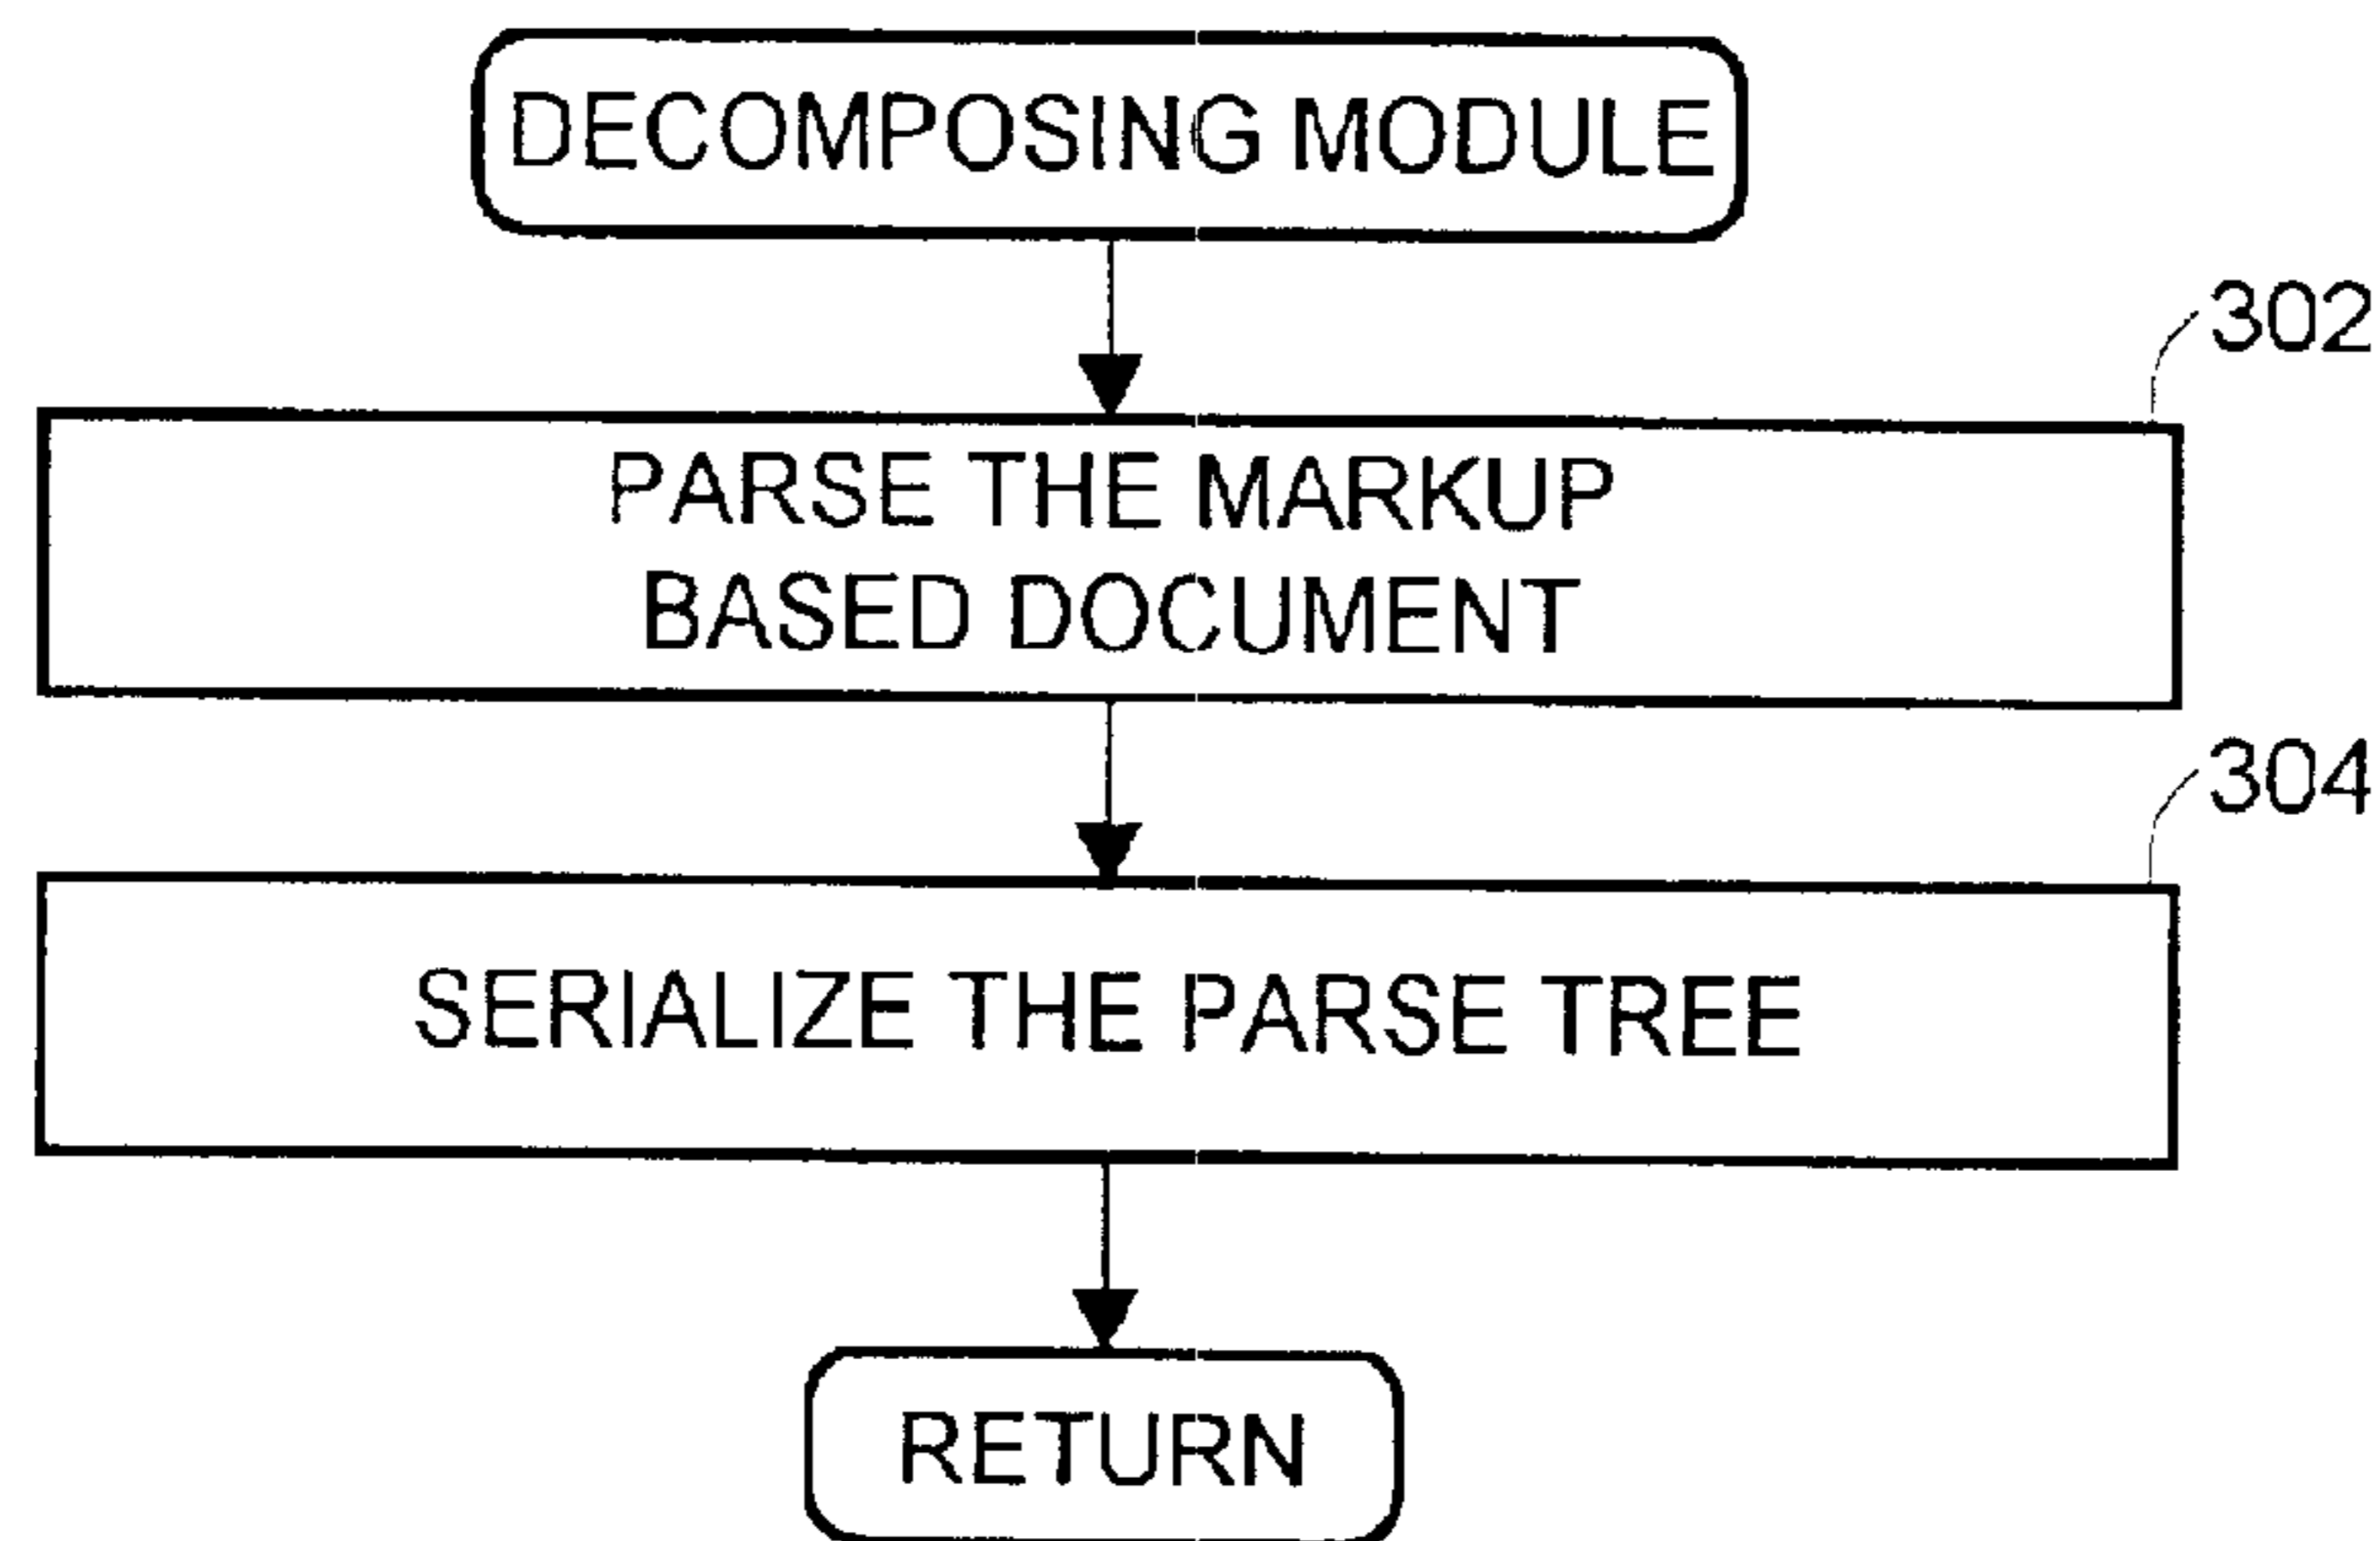 DECOMPOSING MODULE
302
PARSE THE MARKUP
BASED DOCUMENT
304
SERIALIZE THE PARSE TREE
RETURN